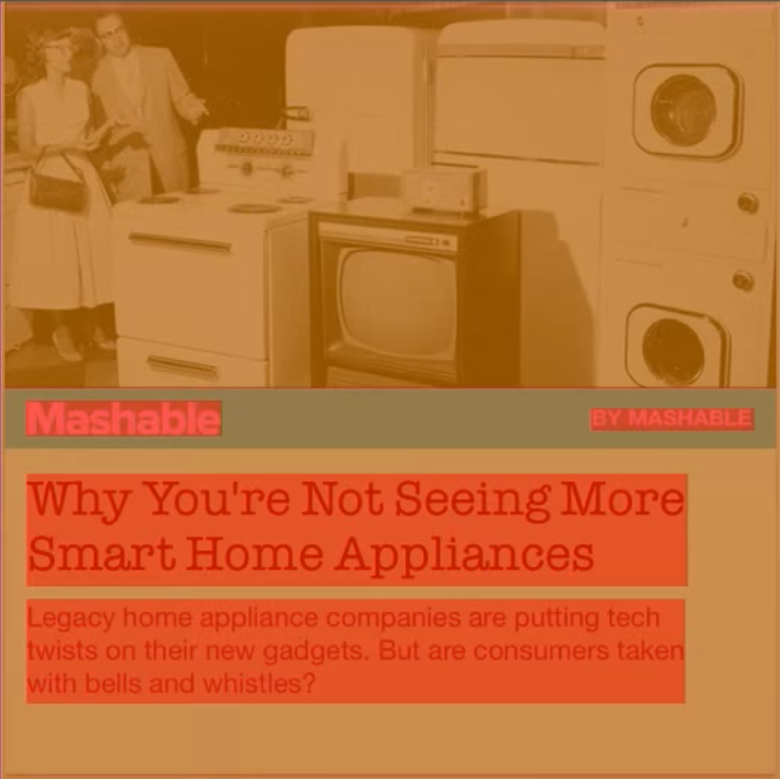 Mashable
BY MASHABLE
Why You're Not Seeing More
Smart Home Appliances
Legacy home appliance companies are putting tech
twists on their new gadgets. But are consumers taken
with bells and whistles?